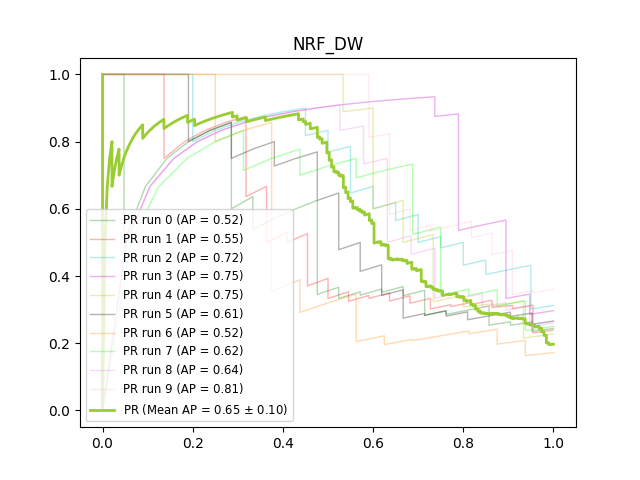 NRF_DW
1.0
0.8
0.6
0.4
0.2
0.0
PR run 0 (AP = 0.52)
PR run 1 (AP = 0.55)
PR run 2 (AP = 0.72)
PR run 3 (AP = 0.75)
PR run 4 (AP = 0.75)
PR run 5 (AP = 0.61)
PR run 6 (AP = 0.52)
PR run 7 (AP = 0.62)
PR run 8 (AP = 0.64)
PR run 9 (AP = 0.81)
PR (Mean AP = 0.65 ± 0.10)
0.0 0.2 0.4 0.6 0.8 1.0